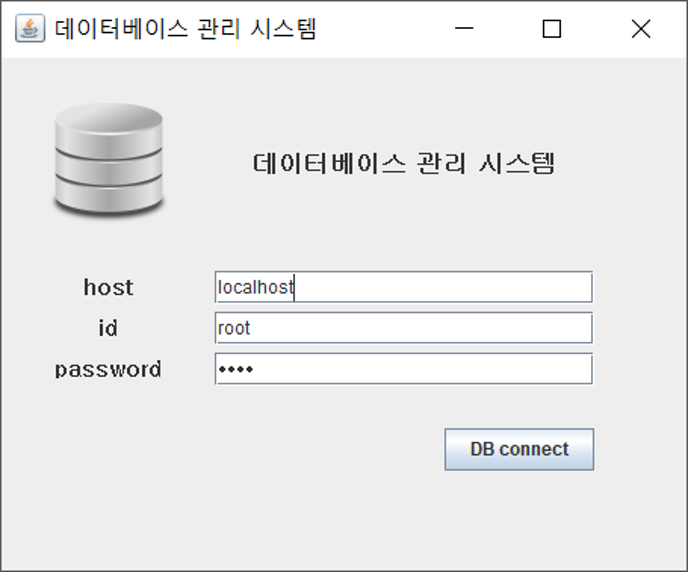 데이터베이스 관리 시스템
데이터베이스 관리 시스템
host localhost
id root
password ••••
DB connect